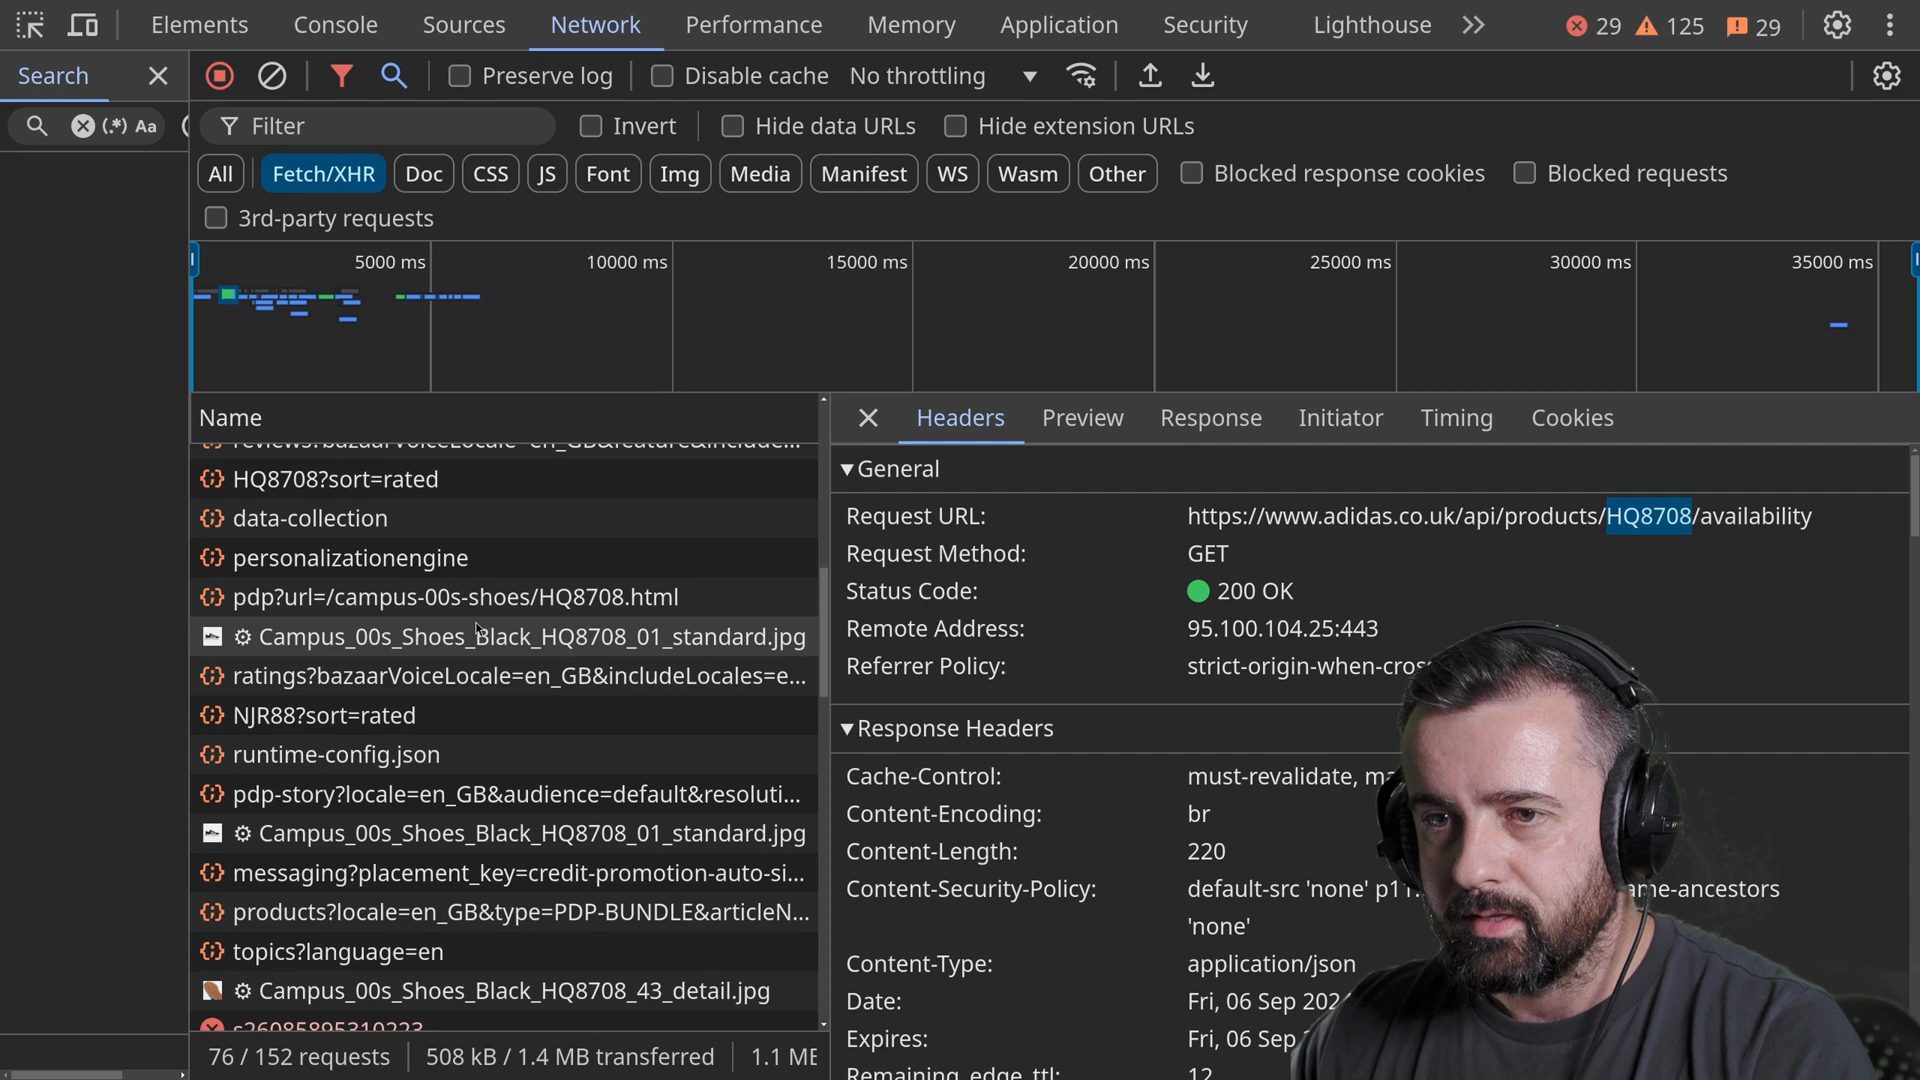 Elements Console Sources Network Performance Memory Application Security Lighthouse 29 125 29
Search Preserve log Disable cache No throttling
(.*) Aa Filter Invert Hide data URLs Hide extension URLs
All Fetch/XHR Doc CSS JS Font Img Media Manifest WS Wasm Other Blocked response cookies Blocked requests
3rd-party requests
5000 ms 10000 ms 15000 ms 20000 ms 25000 ms 30000 ms 35000 ms
Name
HQ8708?sort=rated
data-collection
personalizationengine
pdp?url=/campus-00s-shoes/HQ8708.html
Campus_00s_Shoes_Black_HQ8708_01_standard.jpg
ratings?bazaarVoiceLocale=en_GB&includeLocales=e...
NJR88?sort=rated
runtime-config.json
pdp-story?locale=en_GB&audience=default&resoluti...
Campus_00s_Shoes_Black_HQ8708_01_standard.jpg
messaging?placement_key=credit-promotion-auto-si...
products?locale=en_GB&type=PDP-BUNDLE&articleN...
topics?language=en
Campus_00s_Shoes_Black_HQ8708_43_detail.jpg
76 / 152 requests 508 kB / 1.4 MB transferred 1.1 ME
Headers Preview Response Initiator Timing Cookies
General
Request URL: https://www.adidas.co.uk/api/products/HQ8708/availability
Request Method: GET
Status Code: 200 OK
Remote Address: 95.100.104.25:443
Referrer Policy: strict-origin-when-cros
Response Headers
Cache-Control: must-revalidate, ma
Content-Encoding: br
Content-Length: 220
Content-Security-Policy: default-src 'none' p11. ame-ancestors
'none'
Content-Type: application/json
Date: Fri, 06 Sep 2024
Expires: Fri, 06 Sep
Remaining_edge_ttl: 12